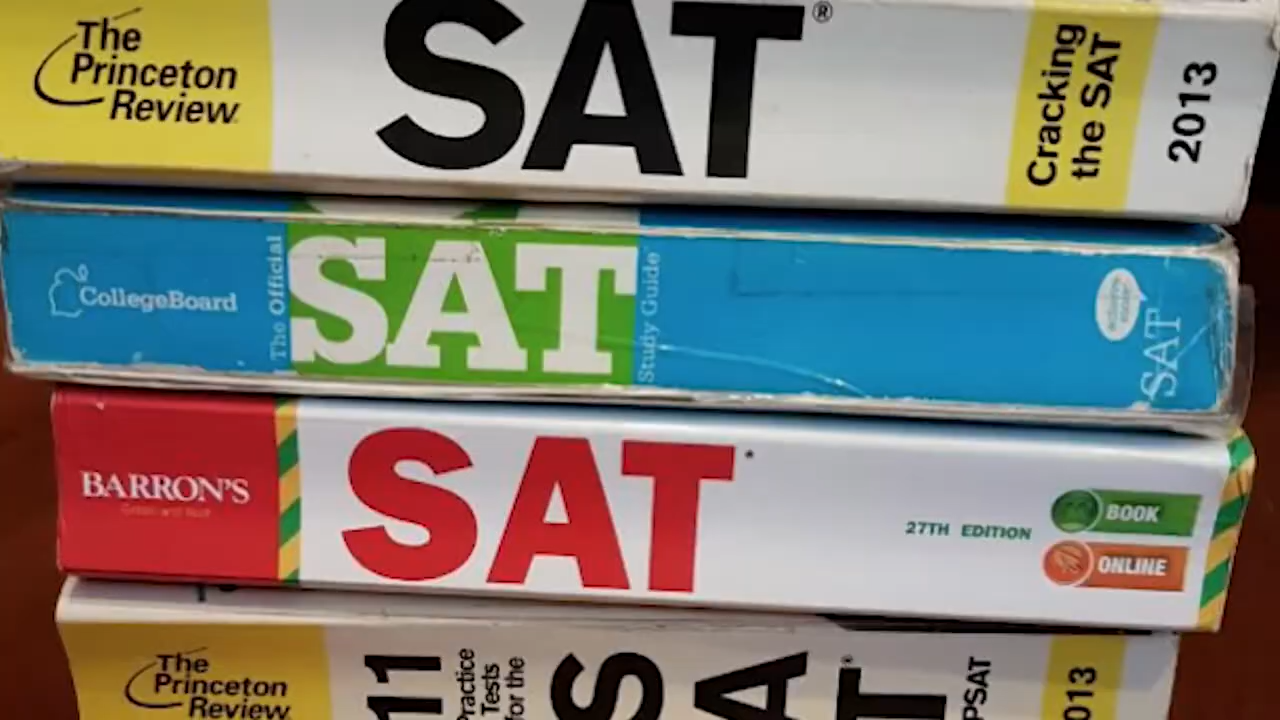 The
Princeton
Review
SAT®
Cracking
the SAT
2013
CollegeBoard
The Official
SAT
Study Guide™
SAT
BARRON'S
SAT
27TH EDITION
BOOK
ONLINE
The
Princeton
Review
11
Practice
Tests
for the
SAT
PSAT
2013